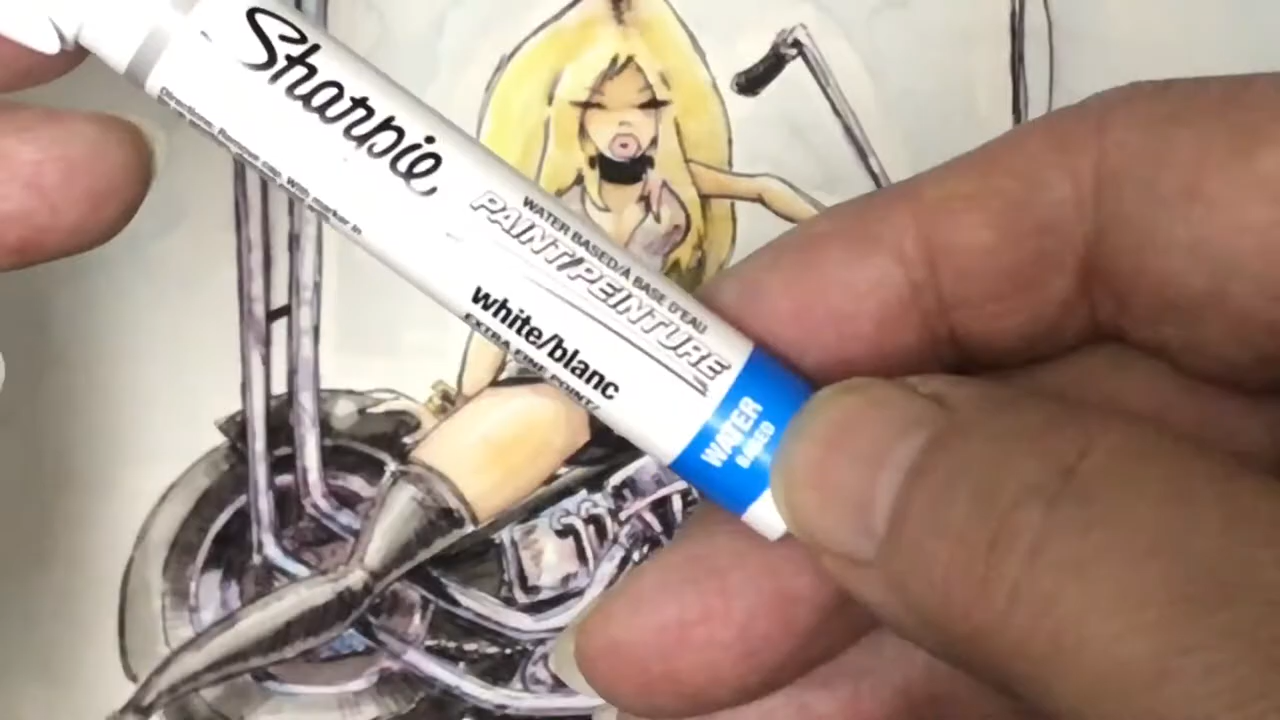 Sharpie
WATER BASED/À BASE D'EAU
PAINT/PEINTURE
white/blanc
EXTRA FINE POINT/
WATER
BASED